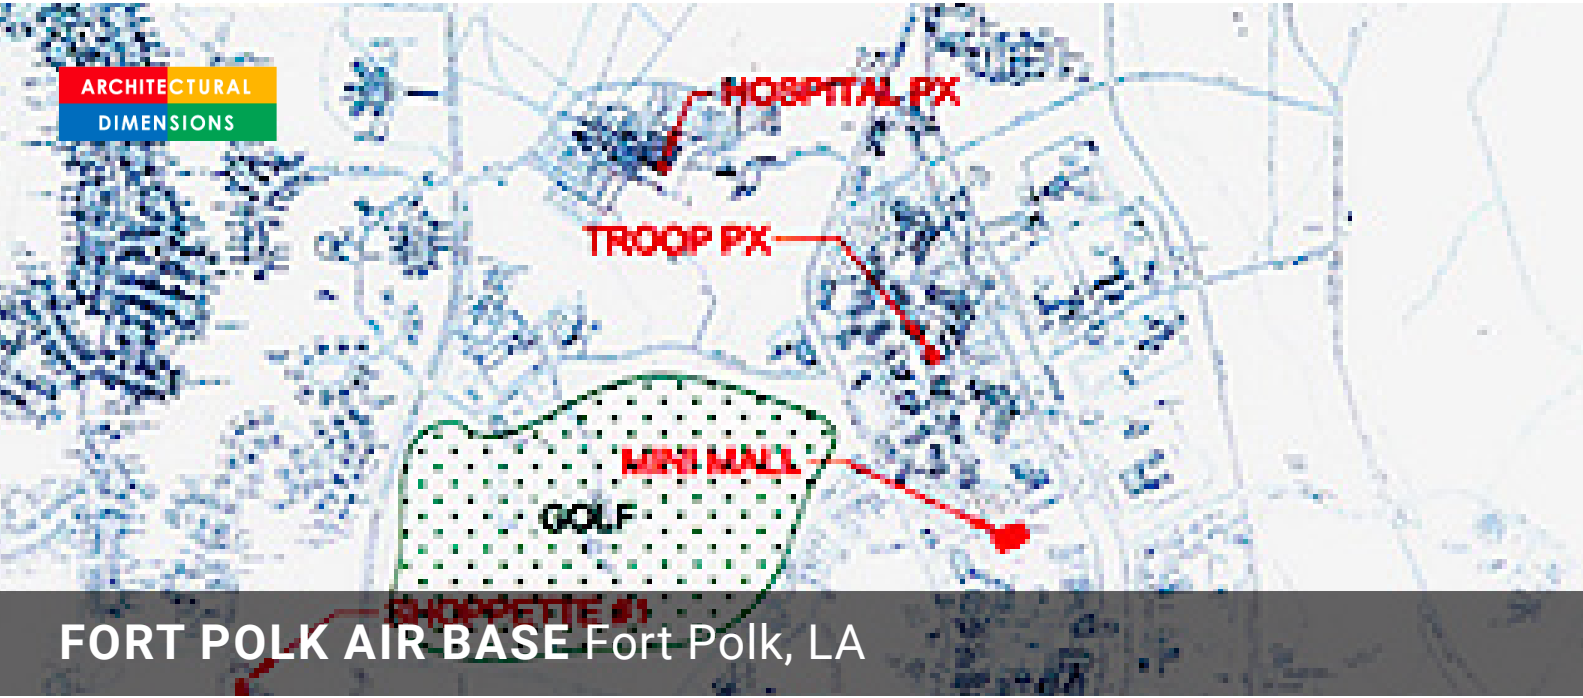 ARCHITECTURAL
DIMENSIONS
HOSPITAL PX
TROOP PX
MINI MALL
GOLF
SHOPPETTE #1
FORT POLK AIR BASE Fort Polk, LA